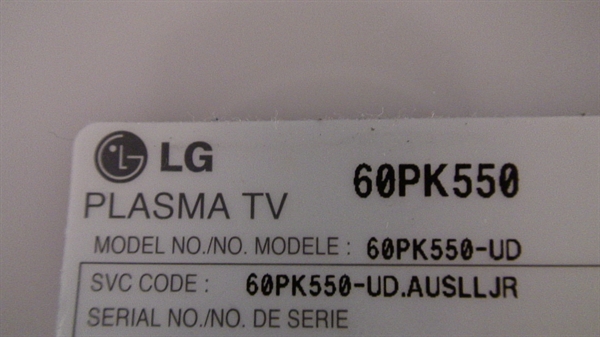 LG 60PK550
PLASMA TV
MODEL NO./NO. MODELE : 60PK550-UD
SVC CODE : 60PK550-UD.AUSLLJR
SERIAL NO./NO. DE SERIE